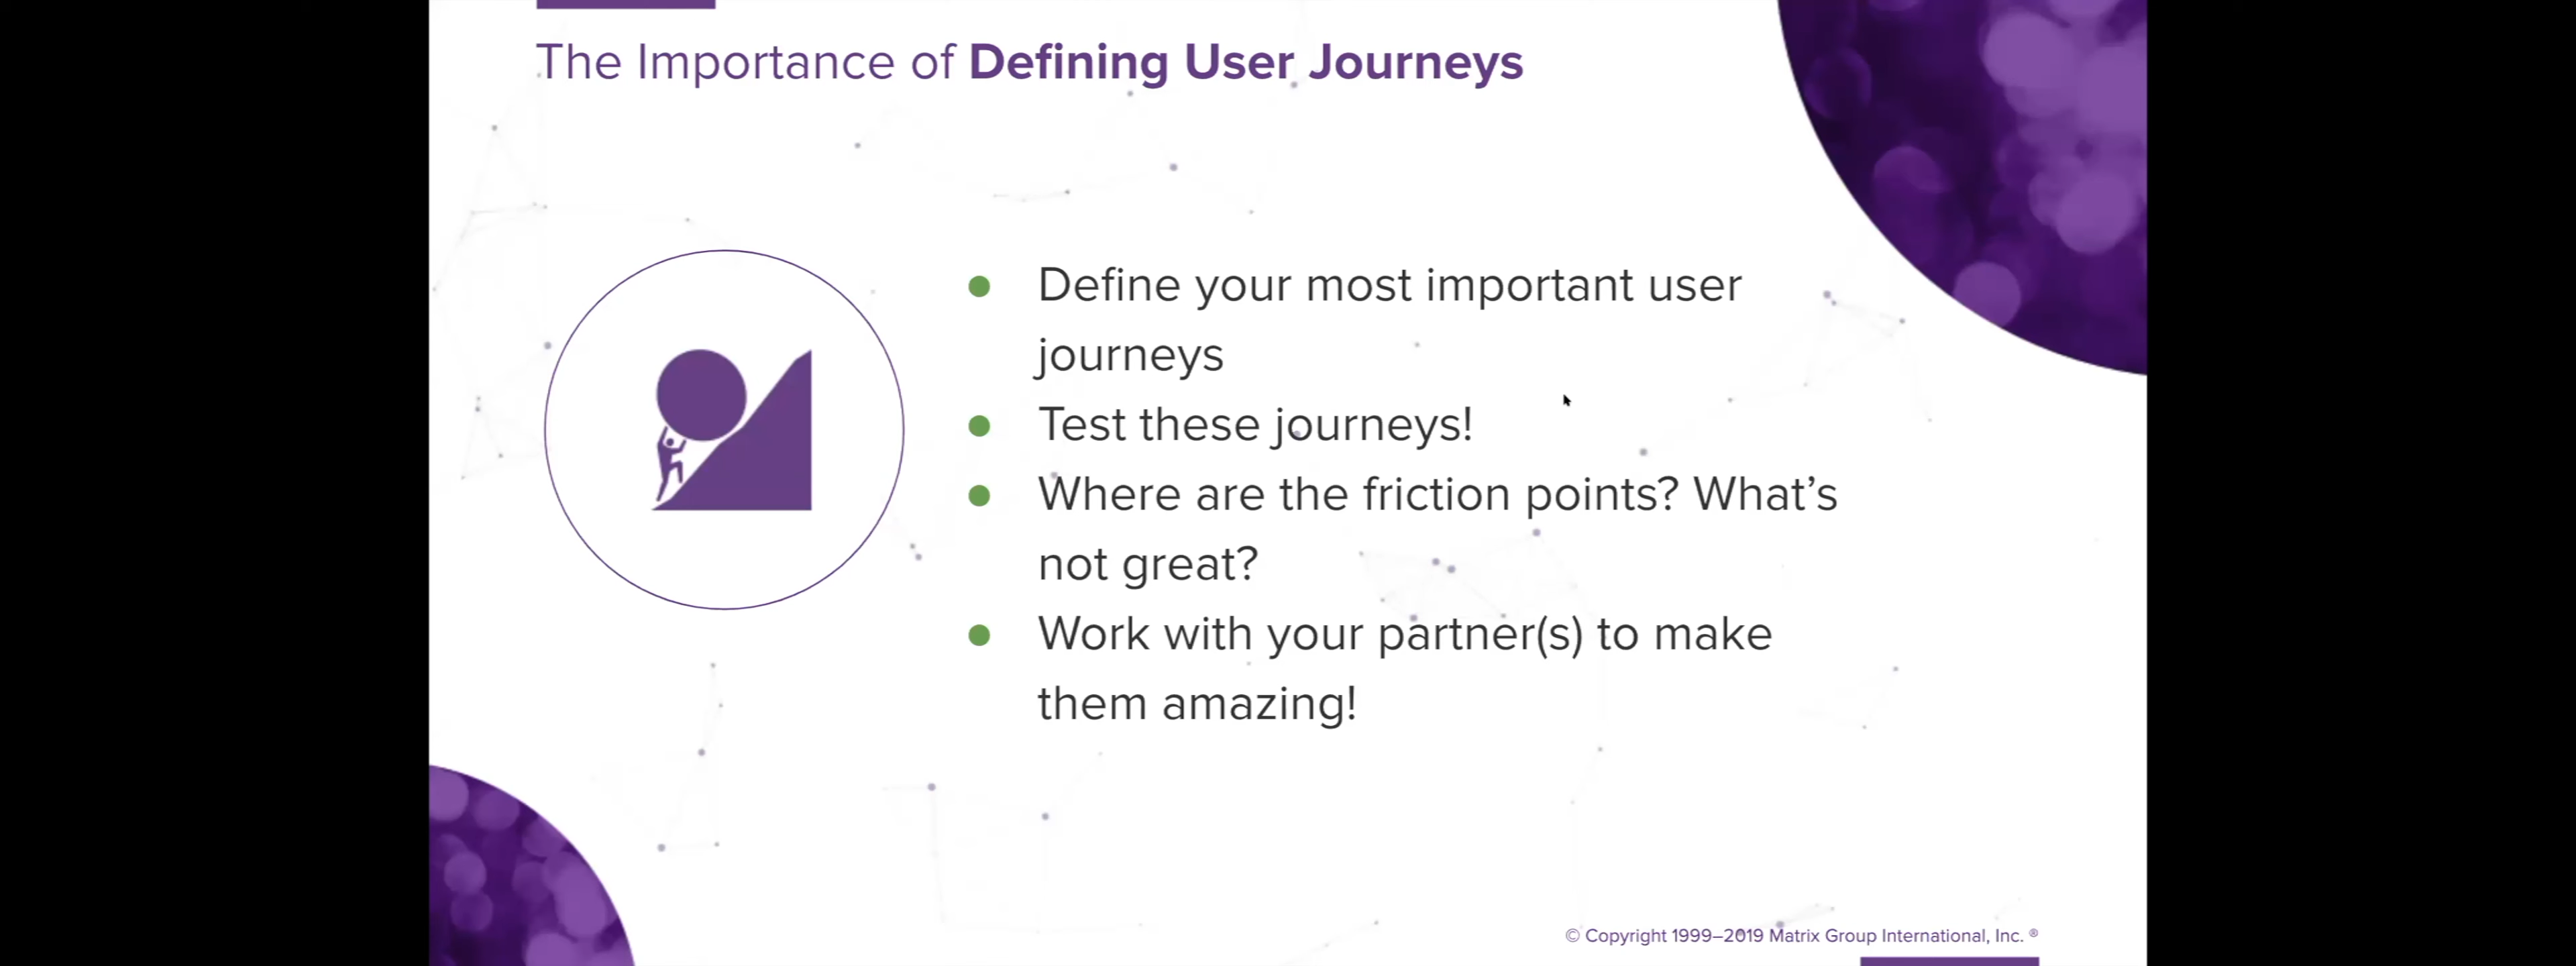 The Importance of Defining User Journeys
Define your most important user
journeys
Test these journeys!
Where are the friction points? What’s
not great?
Work with your partner(s) to make
them amazing!
© Copyright 1999–2019 Matrix Group International, Inc. ®